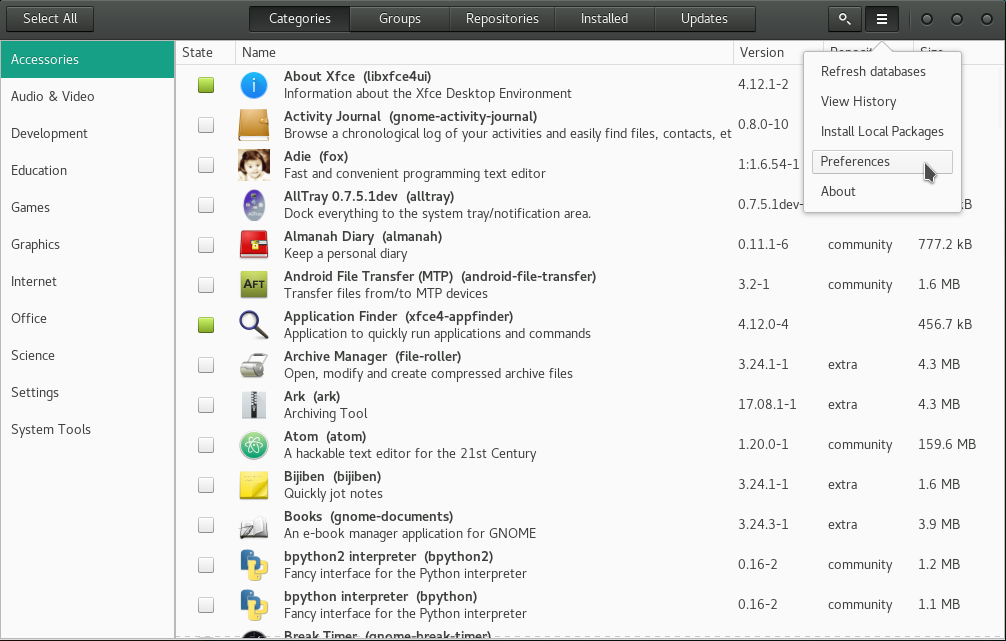 Select All
Categories
Groups
Repositories
Installed
Updates
Accessories
Audio & Video
Development
Education
Games
Graphics
Internet
Office
Science
Settings
System Tools
State Name Version
Refresh databases
View History
Install Local Packages
Preferences
About
About Xfce (libxfce4ui)
Information about the Xfce Desktop Environment
4.12.1-2
Activity Journal (gnome-activity-journal)
Browse a chronological log of your activities and easily find files, contacts, et
0.8.0-10
Adie (fox)
Fast and convenient programming text editor
1:1.6.54-1
AllTray 0.7.5.1dev (alltray)
Dock everything to the system tray/notification area.
0.7.5.1dev- kB
Almanah Diary (almanah)
Keep a personal diary
0.11.1-6 community 777.2 kB
Android File Transfer (MTP) (android-file-transfer)
Transfer files from/to MTP devices
3.2-1 community 1.6 MB
Application Finder (xfce4-appfinder)
Application to quickly run applications and commands
4.12.0-4 456.7 kB
Archive Manager (file-roller)
Open, modify and create compressed archive files
3.24.1-1 extra 4.3 MB
Ark (ark)
Archiving Tool
17.08.1-1 extra 4.3 MB
AFT
Atom (atom)
A hackable text editor for the 21st Century
1.20.0-1 community 159.6 MB
Bijiben (bijiben)
Quickly jot notes
3.24.1-1 extra 1.6 MB
Books (gnome-documents)
An e-book manager application for GNOME
3.24.3-1 extra 3.9 MB
bpython2 interpreter (bpython2)
Fancy interface for the Python interpreter
0.16-2 community 1.2 MB
bpython interpreter (bpython)
Fancy interface for the Python interpreter
0.16-2 community 1.1 MB
Break Timer (gnome-break-timer)